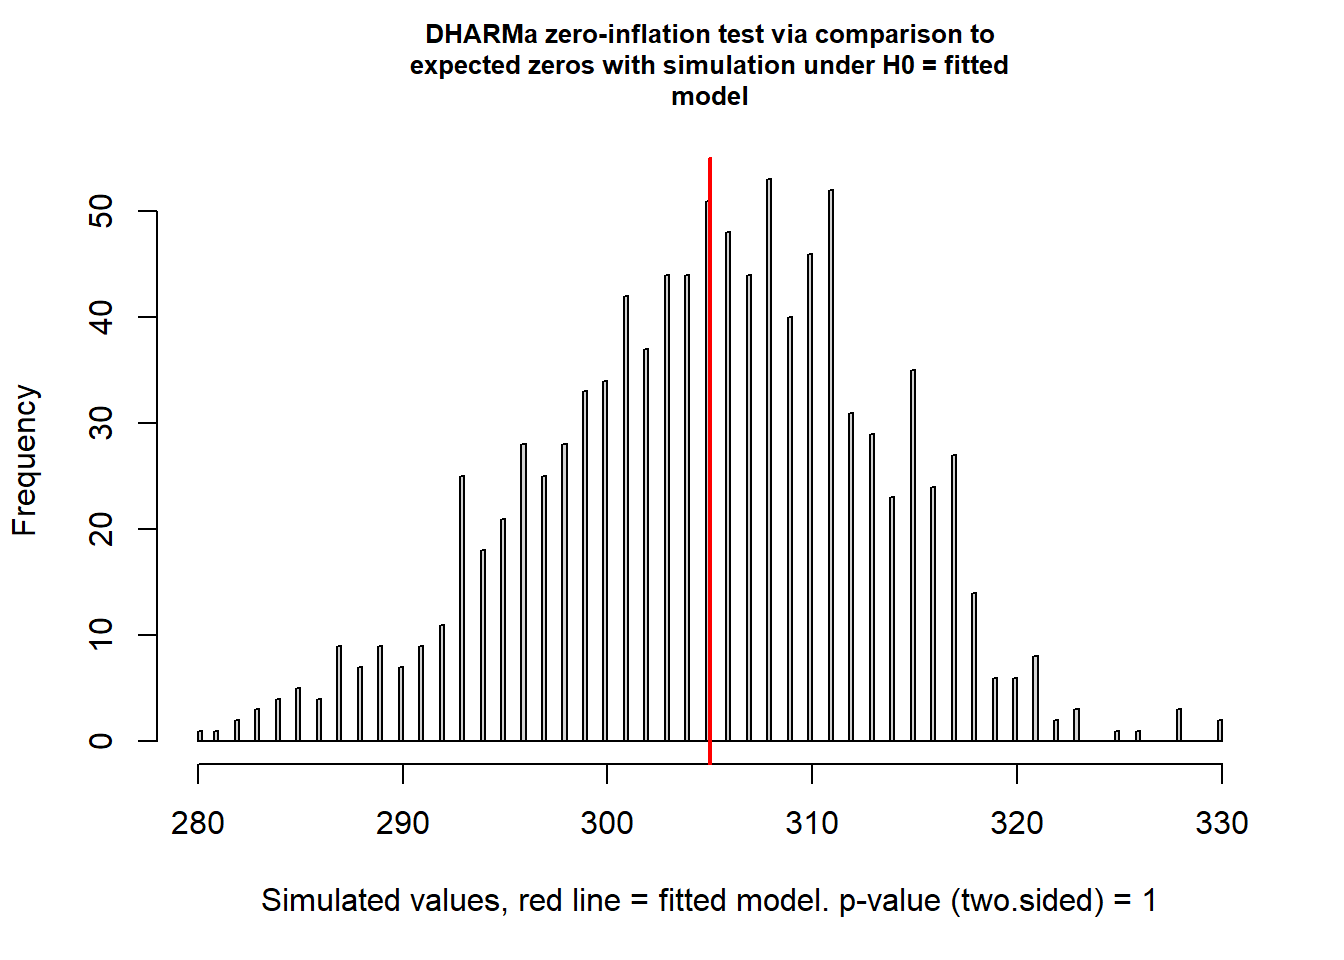 DHARMa zero-inflation test via comparison to
expected zeros with simulation under H0 = fitted
model
Frequency
50
40
30
20
10
0
280 290 300 310 320 330
Simulated values, red line = fitted model. p-value (two.sided) = 1